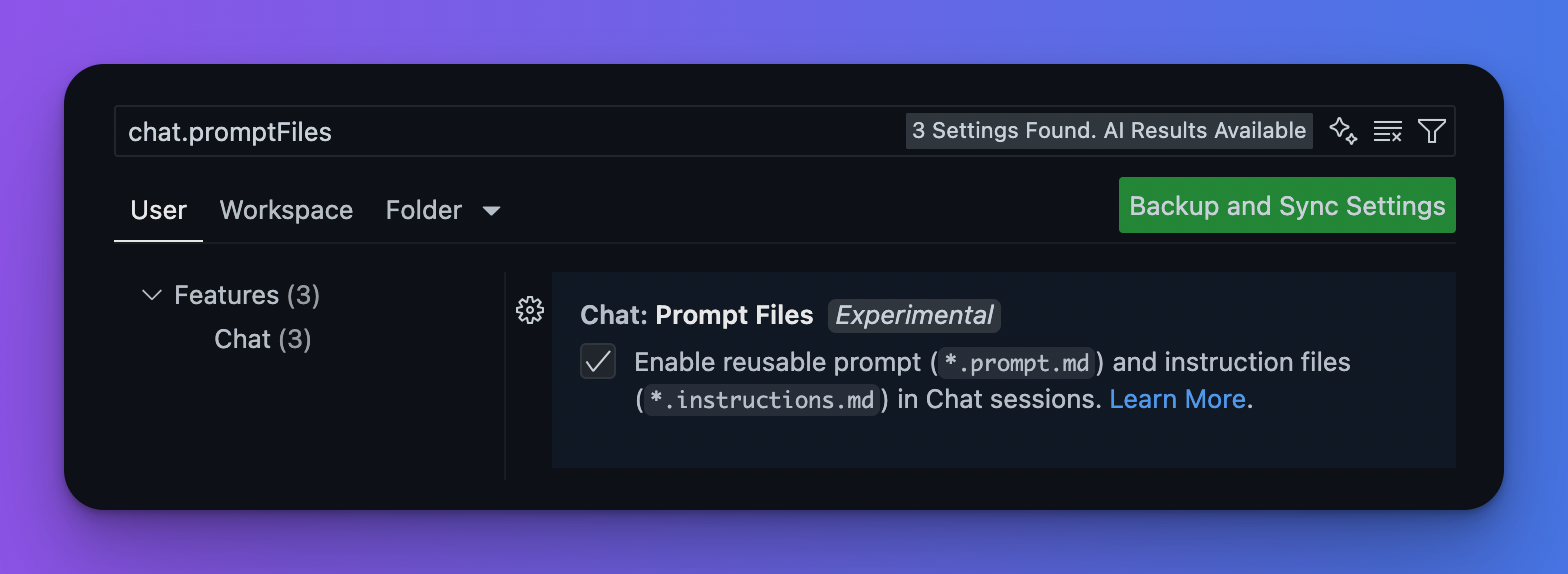 chat.promptFiles
3 Settings Found. AI Results Available
User Workspace Folder
Backup and Sync Settings
Features (3)
Chat (3)
Chat: Prompt Files Experimental
Enable reusable prompt (*.prompt.md) and instruction files
(*.instructions.md) in Chat sessions. Learn More.